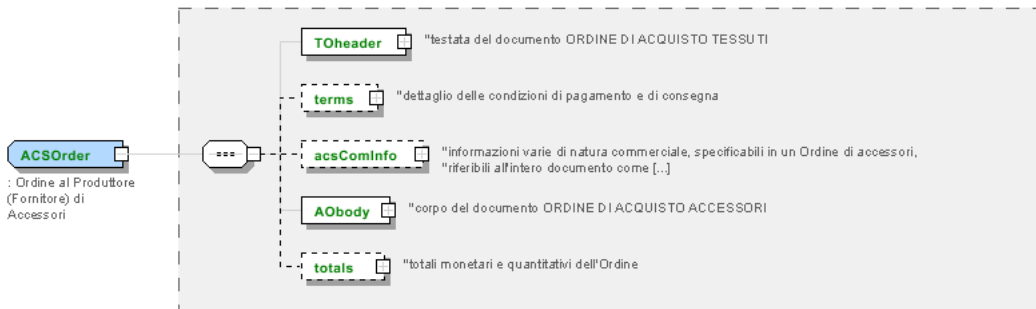 TOheader
"testata del documento ORDINE DI ACQUISTO TESSUTI
terms
"dettaglio delle condizioni di pagamento e di consegna
ACSOrder
: Ordine al Produttore
(Fornitore) di
Accessori
acsComInfo
"informazioni varie di natura commerciale, specificabili in un Ordine di accessori,
"riferibili all'intero documento come [...]
AObody
"corpo del documento ORDINE DI ACQUISTO ACCESSORI
totals
"totali monetari e quantitativi dell'Ordine